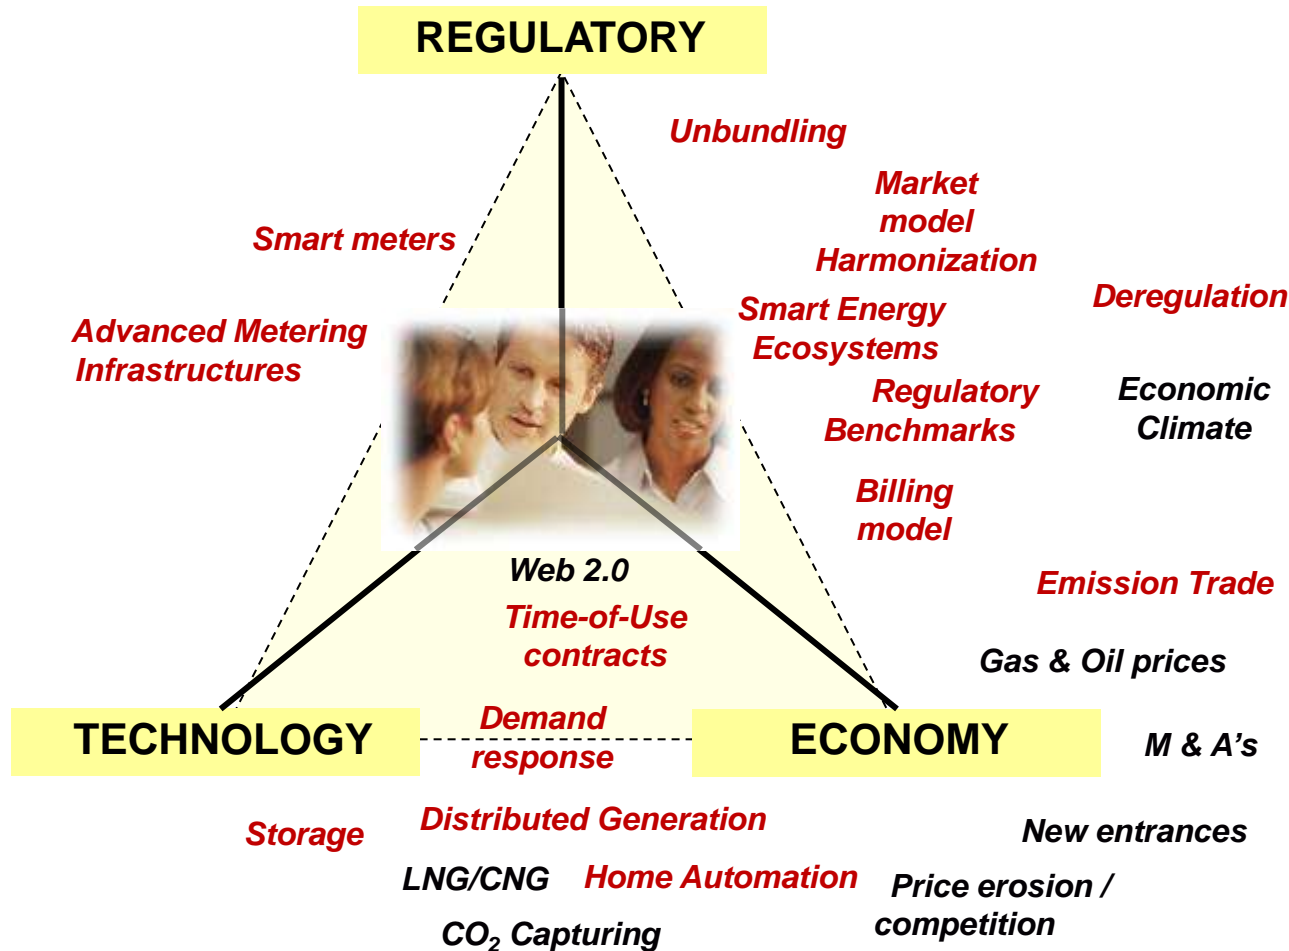 REGULATORY
Unbundling
Market
model
Harmonization
Smart meters
Deregulation
Smart Energy
Ecosystems
Advanced Metering
Infrastructures
Regulatory
Benchmarks
Economic
Climate
Billing
model
Web 2.0
Emission Trade
Time-of-Use
contracts
Gas & Oil prices
TECHNOLOGY
Demand
response
ECONOMY
M & A's
Storage
Distributed Generation
New entrances
LNG/CNG
Home Automation
Price erosion /
competition
CO₂ Capturing